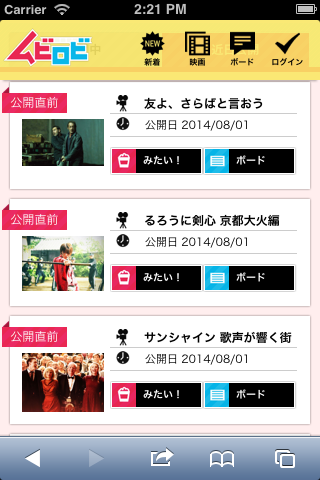 Carrier 2:21 PM
ムビロビ
NEW
新着
映画
ボード
ログイン
公開直前
友よ、さらばと言おう
公開日 2014/08/01
みたい！
ボード
公開直前
るろうに剣心 京都大火編
公開日 2014/08/01
みたい！
ボード
公開直前
サンシャイン 歌声が響く街
公開日 2014/08/01
みたい！
ボード